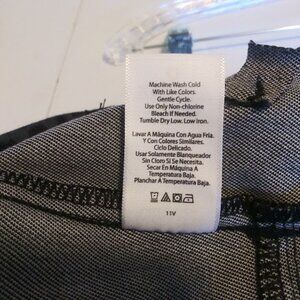 Machine Wash Cold
With Like Colors.
Gentle Cycle.
Use Only Non-chlorine
Bleach If Needed.
Tumble Dry Low. Low Iron.
Lavar A Máquina Con Agua Fría.
Y Con Colores Similares.
Ciclo Delicado.
Usar Solamente Blanqueador
Sin Cloro Si Se Necesita.
Secar En Máquina A
Temperatura Baja.
Planchar A Temperatura Baja.
11V